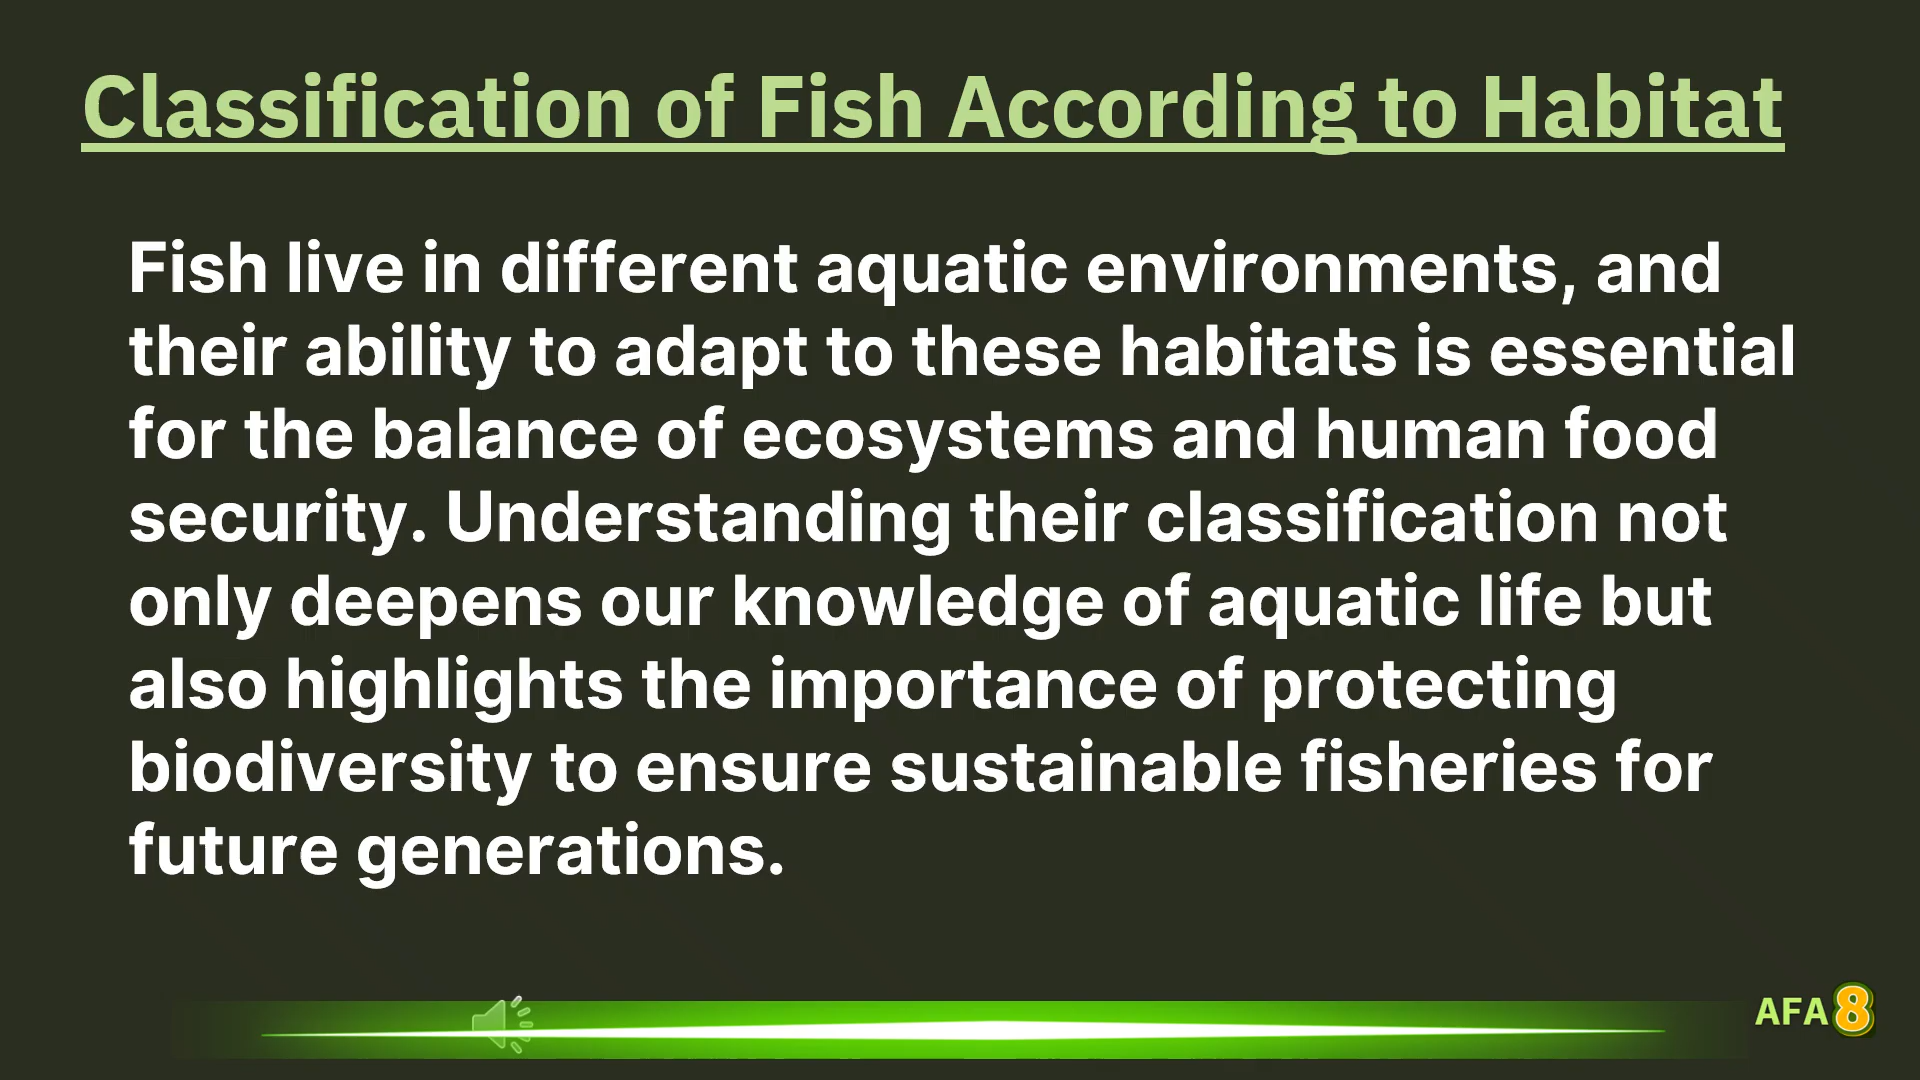 Classification of Fish According to Habitat
Fish live in different aquatic environments, and
their ability to adapt to these habitats is essential
for the balance of ecosystems and human food
security. Understanding their classification not
only deepens our knowledge of aquatic life but
also highlights the importance of protecting
biodiversity to ensure sustainable fisheries for
future generations.
AFA 8